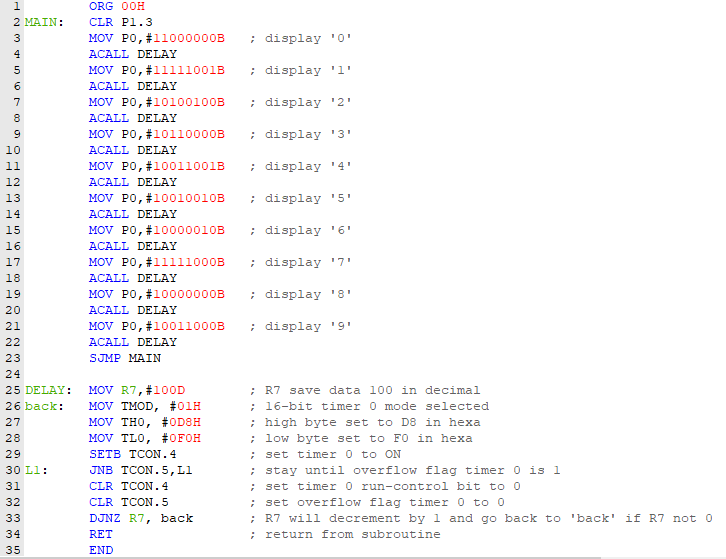 1 ORG 00H
2 MAIN: CLR P1.3
3 MOV P0,#11000000B ; display '0'
4 ACALL DELAY
5 MOV P0,#11111001B ; display '1'
6 ACALL DELAY
7 MOV P0,#10100100B ; display '2'
8 ACALL DELAY
9 MOV P0,#10110000B ; display '3'
10 ACALL DELAY
11 MOV P0,#10011001B ; display '4'
12 ACALL DELAY
13 MOV P0,#10010010B ; display '5'
14 ACALL DELAY
15 MOV P0,#10000010B ; display '6'
16 ACALL DELAY
17 MOV P0,#11111000B ; display '7'
18 ACALL DELAY
19 MOV P0,#10000000B ; display '8'
20 ACALL DELAY
21 MOV P0,#10011000B ; display '9'
22 ACALL DELAY
23 SJMP MAIN
24
25 DELAY: MOV R7,#100D ; R7 save data 100 in decimal
26 back: MOV TMOD, #01H ; 16-bit timer 0 mode selected
27 MOV TH0, #0D8H ; high byte set to D8 in hexa
28 MOV TL0, #0F0H ; low byte set to F0 in hexa
29 SETB TCON.4 ; set timer 0 to ON
30 L1: JNB TCON.5,L1 ; stay until overflow flag timer 0 is 1
31 CLR TCON.4 ; set timer 0 run-control bit to 0
32 CLR TCON.5 ; set overflow flag timer 0 to 0
33 DJNZ R7, back ; R7 will decrement by 1 and go back to 'back' if R7 not 0
34 RET ; return from subroutine
35 END